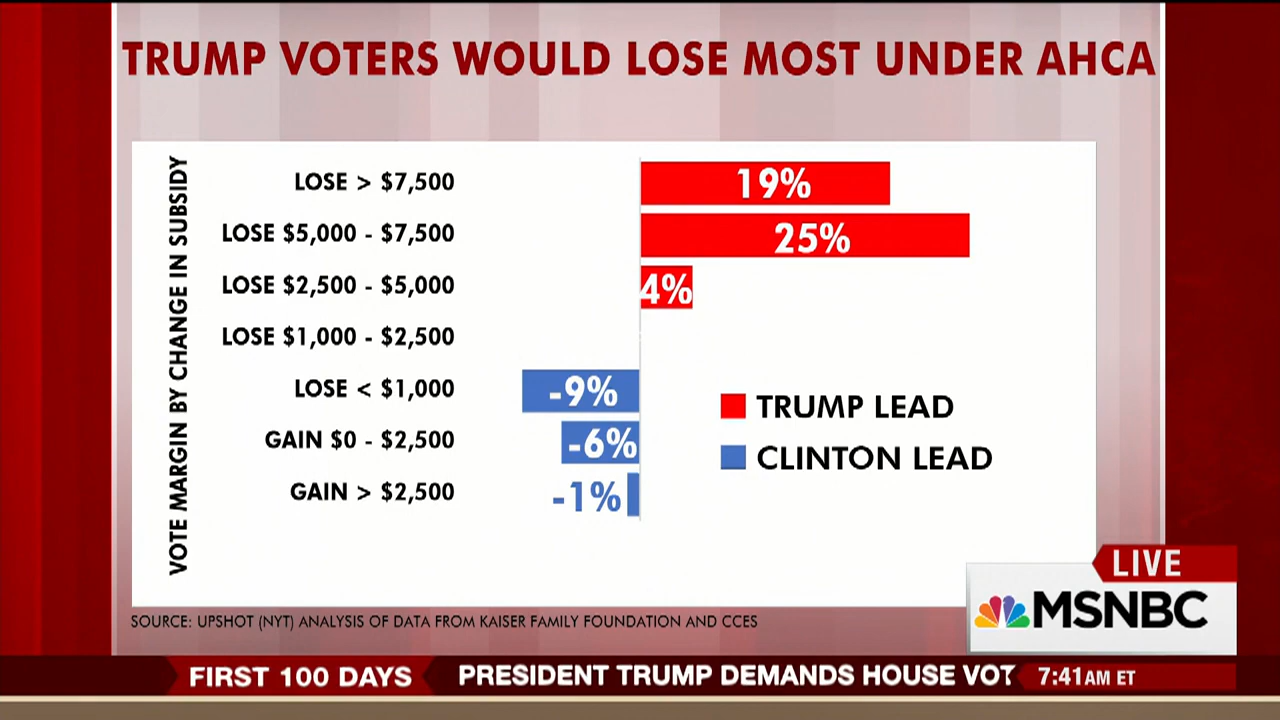 TRUMP VOTERS WOULD LOSE MOST UNDER AHCA
VOTE MARGIN BY CHANGE IN SUBSIDY
LOSE > $7,500
19%
LOSE $5,000 - $7,500
25%
LOSE $2,500 - $5,000
4%
LOSE $1,000 - $2,500
LOSE < $1,000
-9%
GAIN $0 - $2,500
-6%
GAIN > $2,500
-1%
TRUMP LEAD
CLINTON LEAD
SOURCE: UPSHOT (NYT) ANALYSIS OF DATA FROM KAISER FAMILY FOUNDATION AND CCES
LIVE
MSNBC
FIRST 100 DAYS PRESIDENT TRUMP DEMANDS HOUSE VOT 7:41AM ET